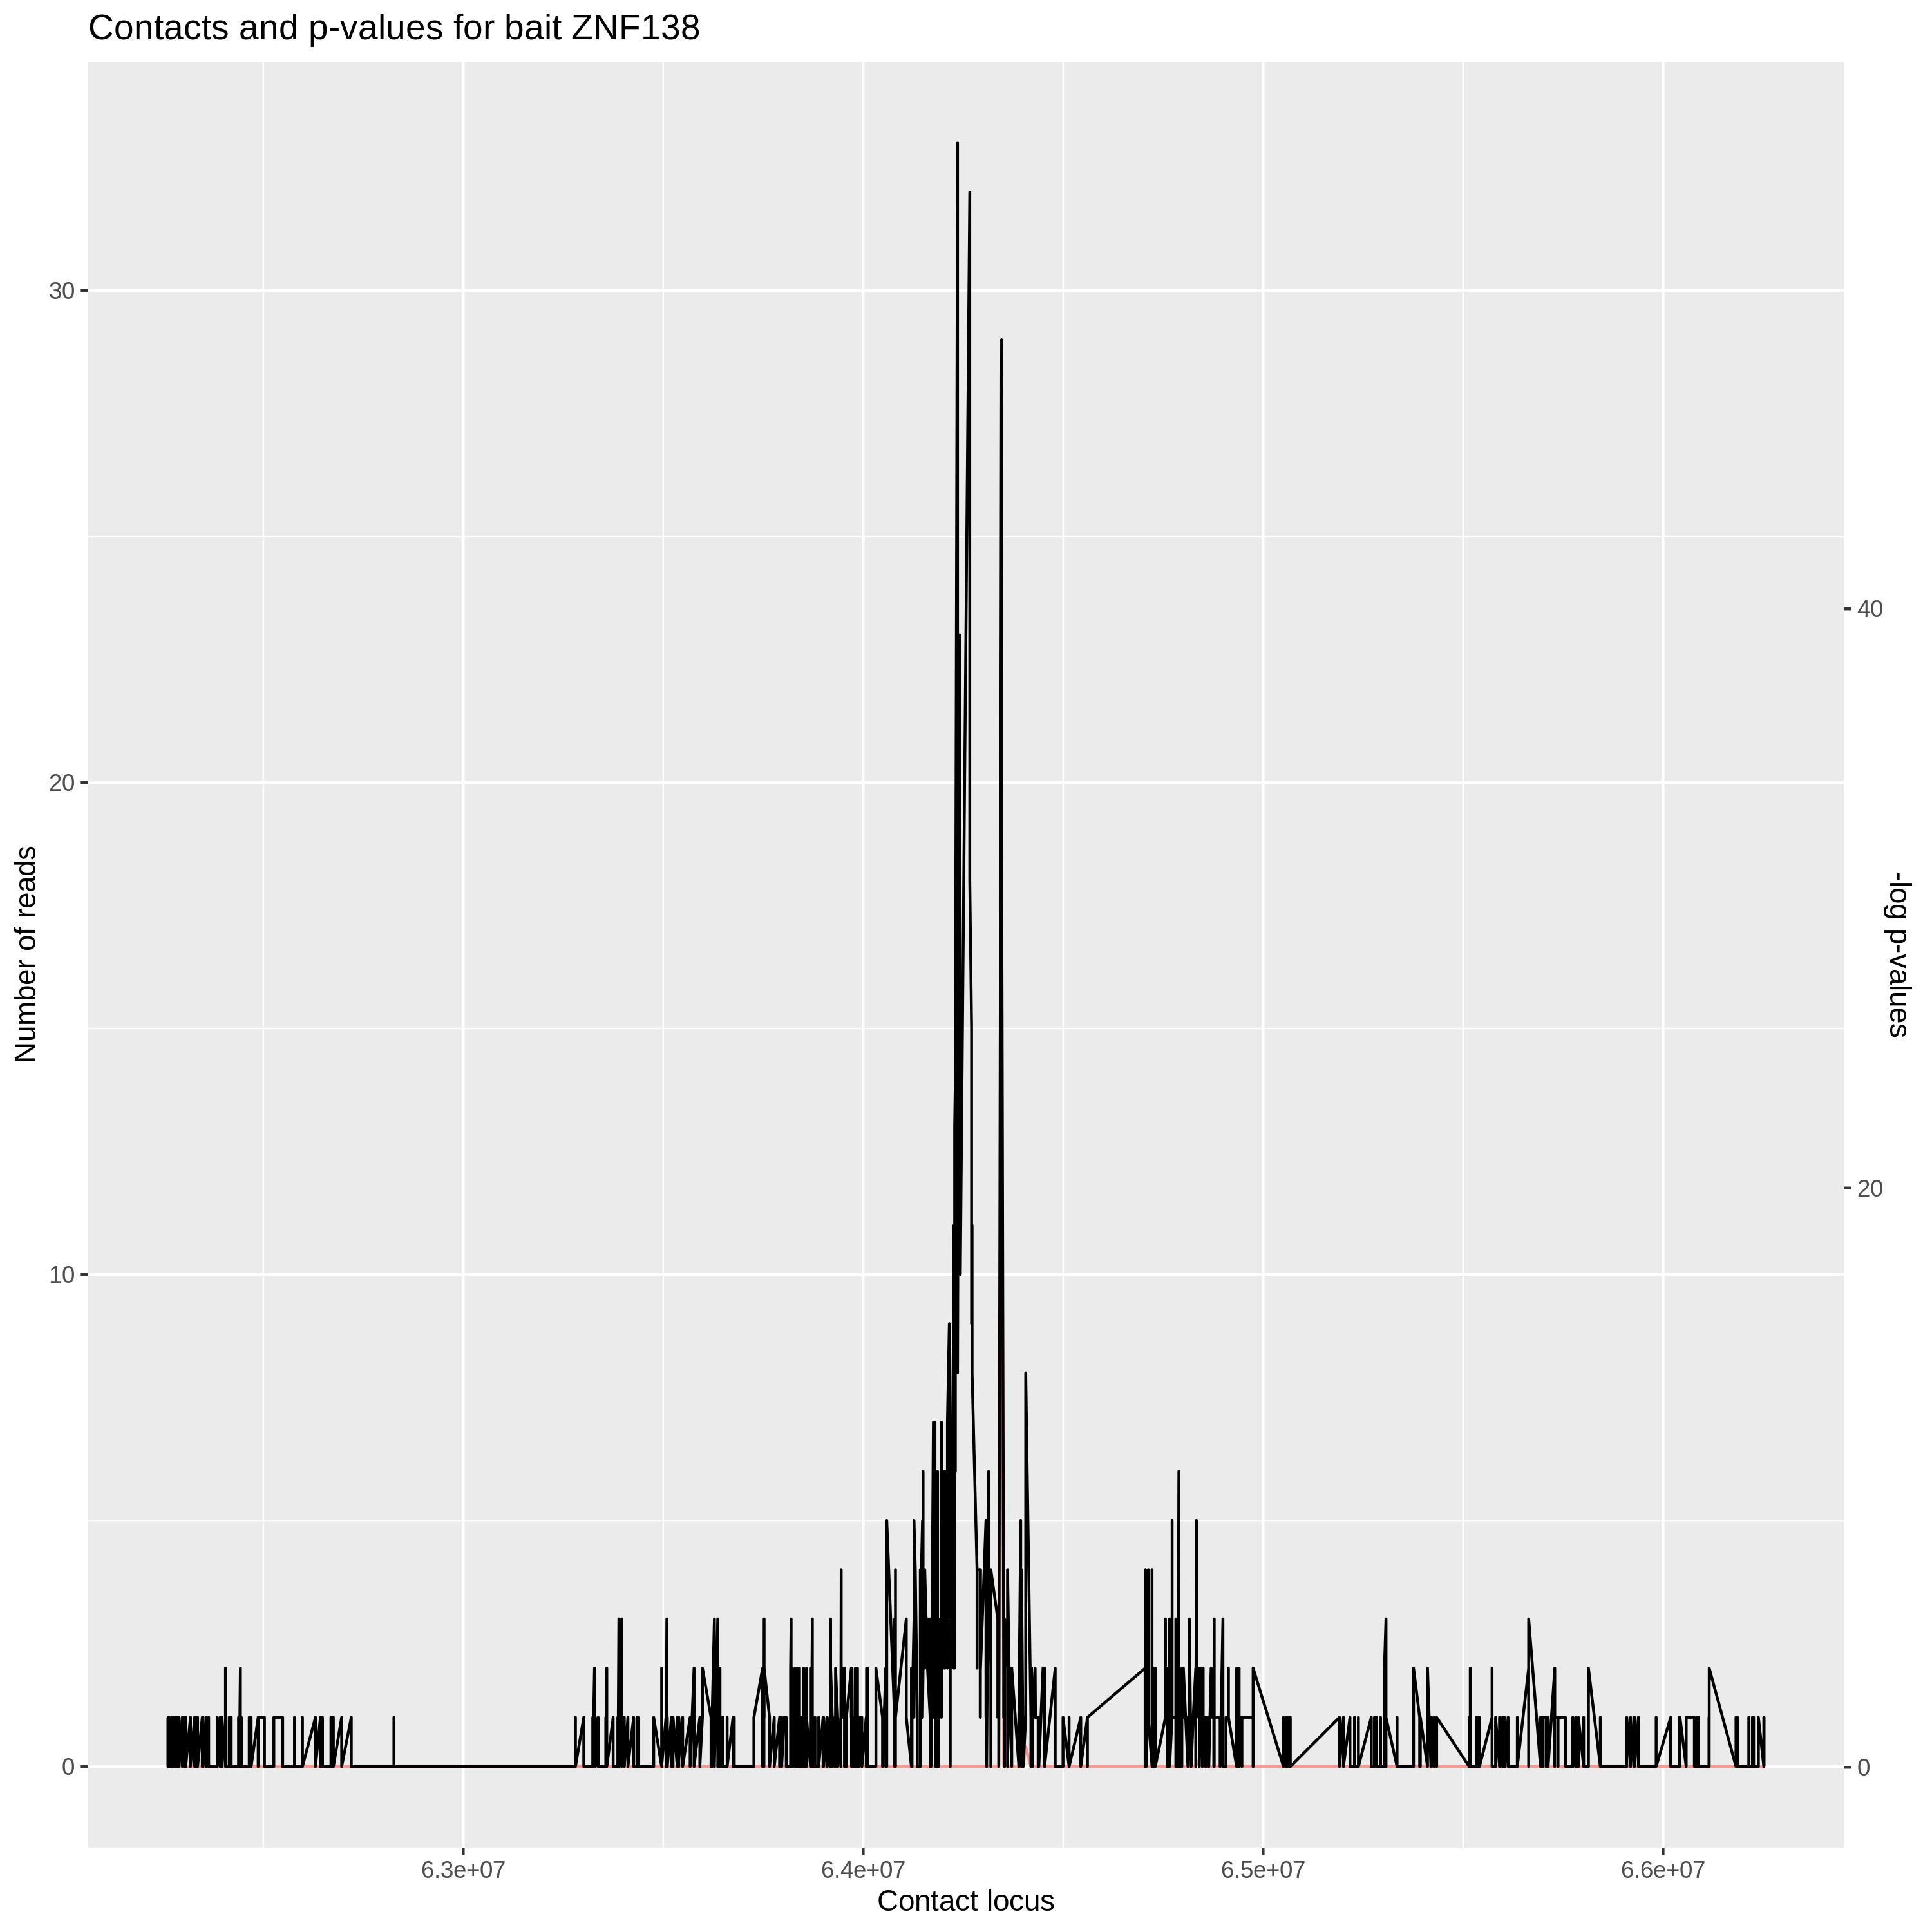 Contacts and p-values for bait ZNF138
30
20
10
0
Number of reads
40
20
0
-log p-values
6.3e+07 6.4e+07 6.5e+07 6.6e+07
Contact locus